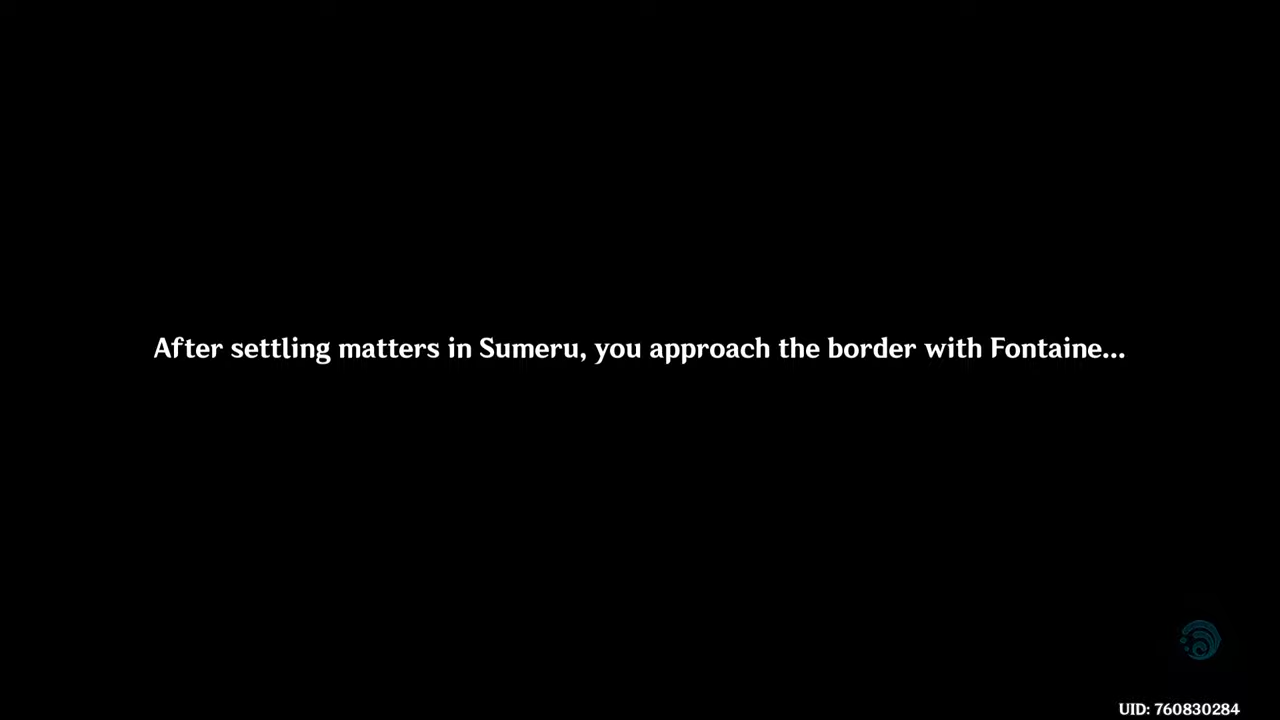 After settling matters in Sumeru, you approach the border with Fontaine...
UID: 760830284